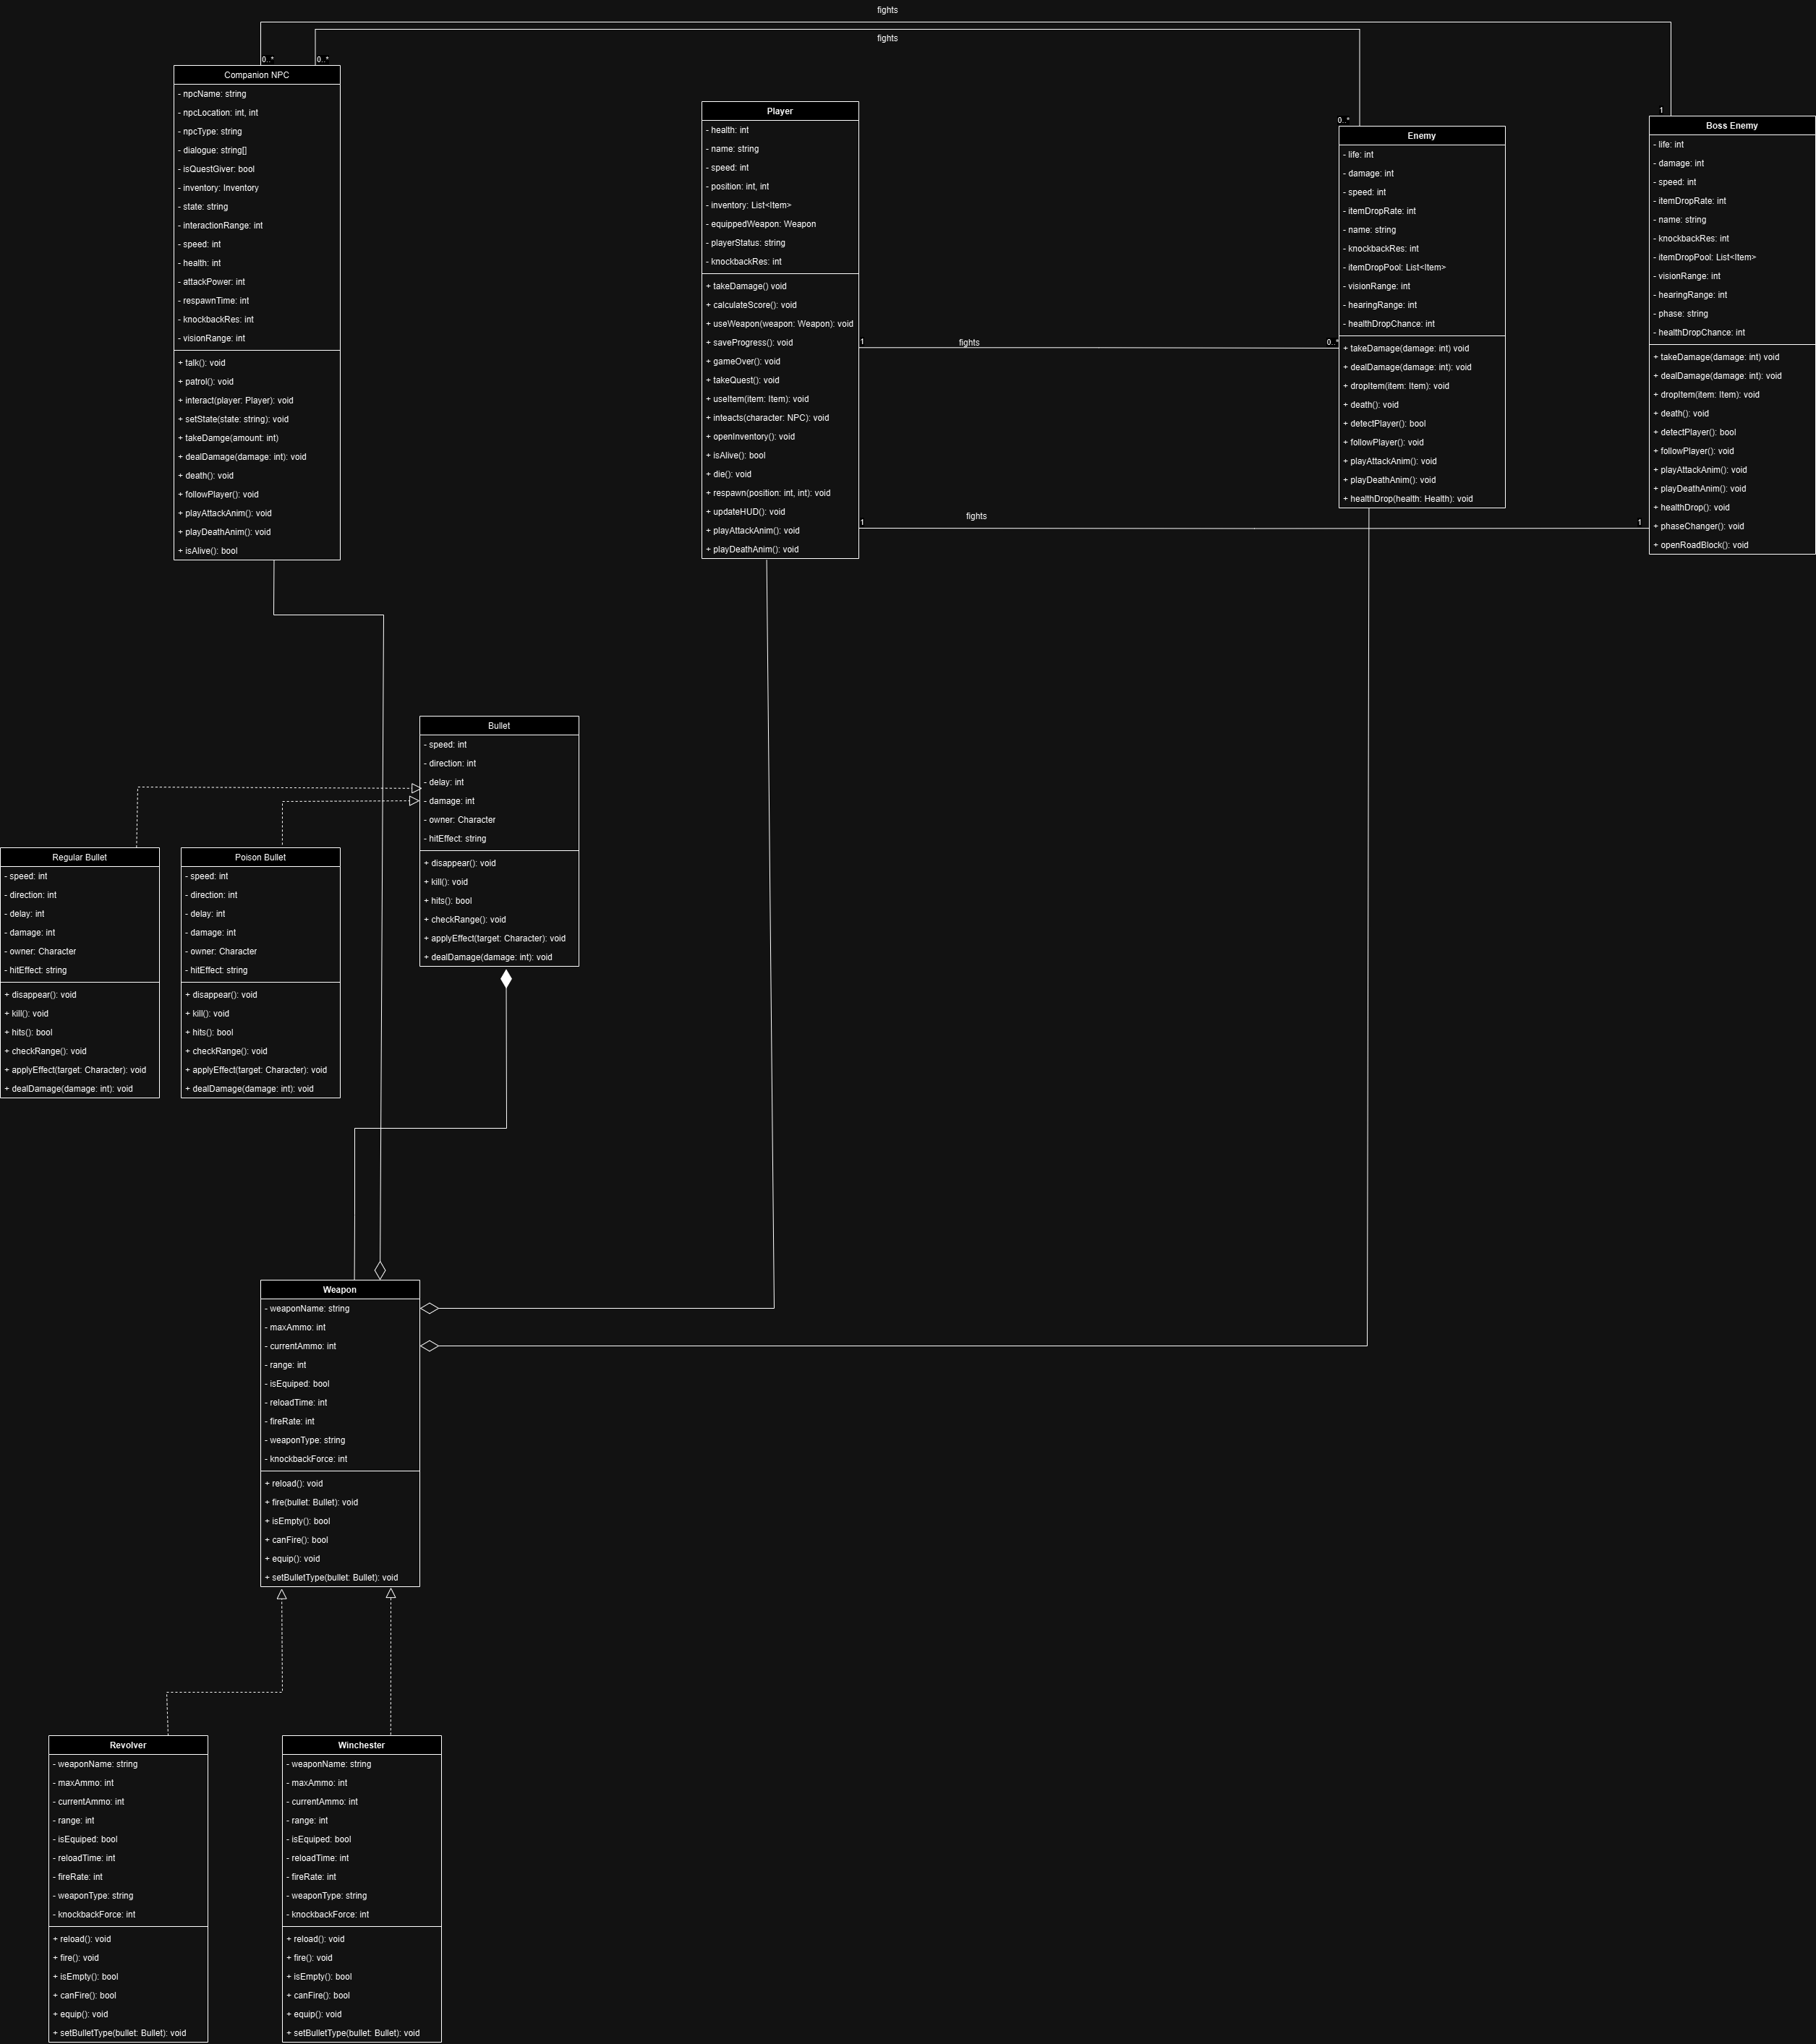 fights
fights
0..*
0..*
Companion NPC
- npcName: string
- npcLocation: int, int
- npcType: string
- dialogue: string[]
- isQuestGiver: bool
- inventory: Inventory
- state: string
- interactionRange: int
- speed: int
- health: int
- attackPower: int
- respawnTime: int
- knockbackRes: int
- visionRange: int
+ talk(): void
+ patrol(): void
+ interact(player: Player): void
+ setState(state: string): void
+ takeDamge(amount: int)
+ dealDamage(damage: int): void
+ death(): void
+ followPlayer(): void
+ playAttackAnim(): void
+ playDeathAnim(): void
+ isAlive(): bool
Player
- health: int
- name: string
- speed: int
- position: int, int
- inventory: List<Item>
- equippedWeapon: Weapon
- playerStatus: string
- knockbackRes: int
+ takeDamage() void
+ calculateScore(): void
+ useWeapon(weapon: Weapon): void
+ saveProgress(): void
+ gameOver(): void
+ takeQuest(): void
+ useItem(item: Item): void
+ inteacts(character: NPC): void
+ openInventory(): void
+ isAlive(): bool
+ die(): void
+ respawn(position: int, int): void
+ updateHUD(): void
+ playAttackAnim(): void
+ playDeathAnim(): void
1
fights
0..*
1
fights
1
0..*
Enemy
- life: int
- damage: int
- speed: int
- itemDropRate: int
- name: string
- knockbackRes: int
- itemDropPool: List<Item>
- visionRange: int
- hearingRange: int
- healthDropChance: int
+ takeDamage(damage: int) void
+ dealDamage(damage: int): void
+ dropItem(item: Item): void
+ death(): void
+ detectPlayer(): bool
+ followPlayer(): void
+ playAttackAnim(): void
+ playDeathAnim(): void
+ healthDrop(health: Health): void
1
Boss Enemy
- life: int
- damage: int
- speed: int
- itemDropRate: int
- name: string
- knockbackRes: int
- itemDropPool: List<Item>
- visionRange: int
- hearingRange: int
- phase: string
- healthDropChance: int
+ takeDamage(damage: int) void
+ dealDamage(damage: int): void
+ dropItem(item: Item): void
+ death(): void
+ detectPlayer(): bool
+ followPlayer(): void
+ playAttackAnim(): void
+ playDeathAnim(): void
+ healthDrop(): void
+ phaseChanger(): void
+ openRoadBlock(): void
Bullet
- speed: int
- direction: int
- delay: int
- damage: int
- owner: Character
- hitEffect: string
+ disappear(): void
+ kill(): void
+ hits(): bool
+ checkRange(): void
+ applyEffect(target: Character): void
+ dealDamage(damage: int): void
Regular Bullet
- speed: int
- direction: int
- delay: int
- damage: int
- owner: Character
- hitEffect: string
+ disappear(): void
+ kill(): void
+ hits(): bool
+ checkRange(): void
+ applyEffect(target: Character): void
+ dealDamage(damage: int): void
Poison Bullet
- speed: int
- direction: int
- delay: int
- damage: int
- owner: Character
- hitEffect: string
+ disappear(): void
+ kill(): void
+ hits(): bool
+ checkRange(): void
+ applyEffect(target: Character): void
+ dealDamage(damage: int): void
Weapon
- weaponName: string
- maxAmmo: int
- currentAmmo: int
- range: int
- isEquiped: bool
- reloadTime: int
- fireRate: int
- weaponType: string
- knockbackForce: int
+ reload(): void
+ fire(bullet: Bullet): void
+ isEmpty(): bool
+ canFire(): bool
+ equip(): void
+ setBulletType(bullet: Bullet): void
Revolver
- weaponName: string
- maxAmmo: int
- currentAmmo: int
- range: int
- isEquiped: bool
- reloadTime: int
- fireRate: int
- weaponType: string
- knockbackForce: int
+ reload(): void
+ fire(): void
+ isEmpty(): bool
+ canFire(): bool
+ equip(): void
+ setBulletType(bullet: Bullet): void
Winchester
- weaponName: string
- maxAmmo: int
- currentAmmo: int
- range: int
- isEquiped: bool
- reloadTime: int
- fireRate: int
- weaponType: string
- knockbackForce: int
+ reload(): void
+ fire(): void
+ isEmpty(): bool
+ canFire(): bool
+ equip(): void
+ setBulletType(bullet: Bullet): void